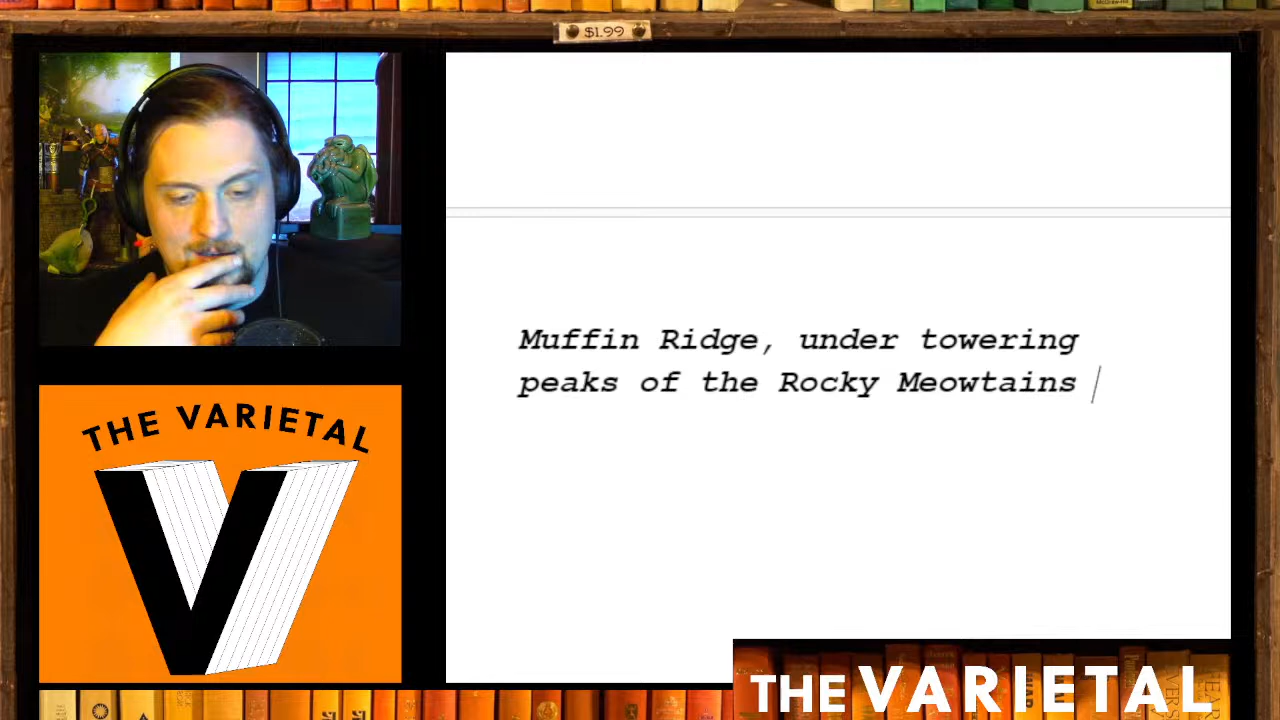 $1.99
Muffin Ridge, under towering
peaks of the Rocky Meowtains
THE VARIETAL
V
THE VARIETAL